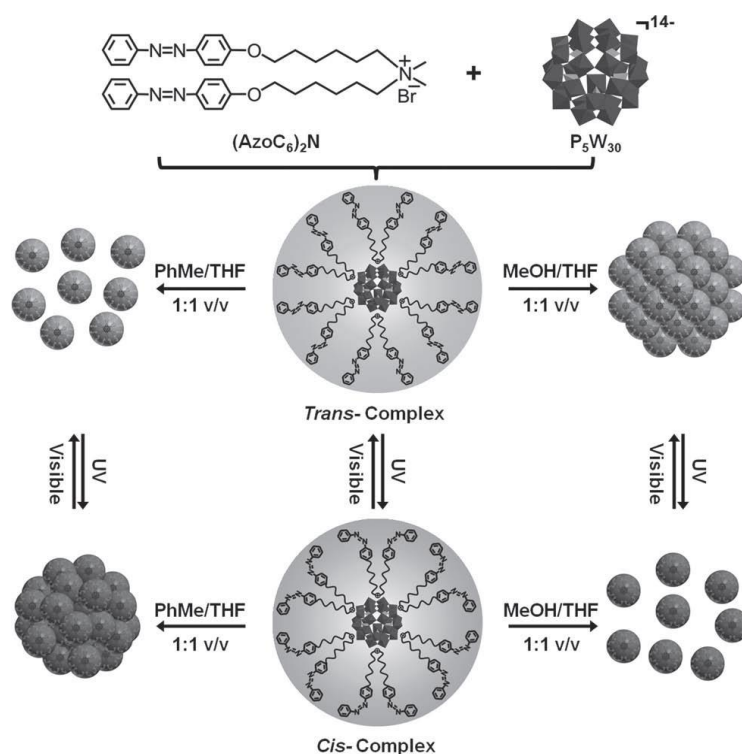 N=N
O
N=N
O
N
+
Br
−
+
¬14-
(AzoC₆)₂N
P₅W₃₀
PhMe/THF
1:1 v/v
MeOH/THF
1:1 v/v
Trans- Complex
Visible
UV
Visible
UV
Visible
UV
PhMe/THF
1:1 v/v
MeOH/THF
1:1 v/v
Cis- Complex